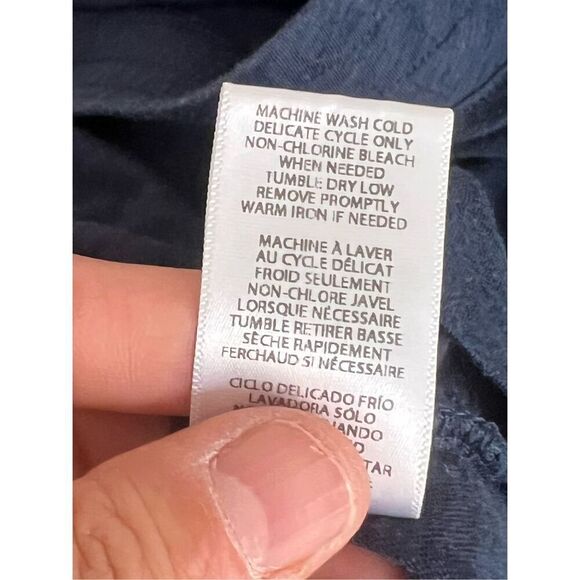 MACHINE WASH COLD
DELICATE CYCLE ONLY
NON-CHLORINE BLEACH
WHEN NEEDED
TUMBLE DRY LOW
REMOVE PROMPTLY
WARM IRON IF NEEDED
MACHINE À LAVER
AU CYCLE DÉLICAT
FROID SEULEMENT
NON-CHLORE JAVEL
LORSQUE NÉCESSAIRE
TUMBLE RETIRER BASSE
SÈCHE RAPIDEMENT
FERCHAUD SI NÉCESSAIRE
CICLO DELICADO FRÍO
LAVADORA SÓLO